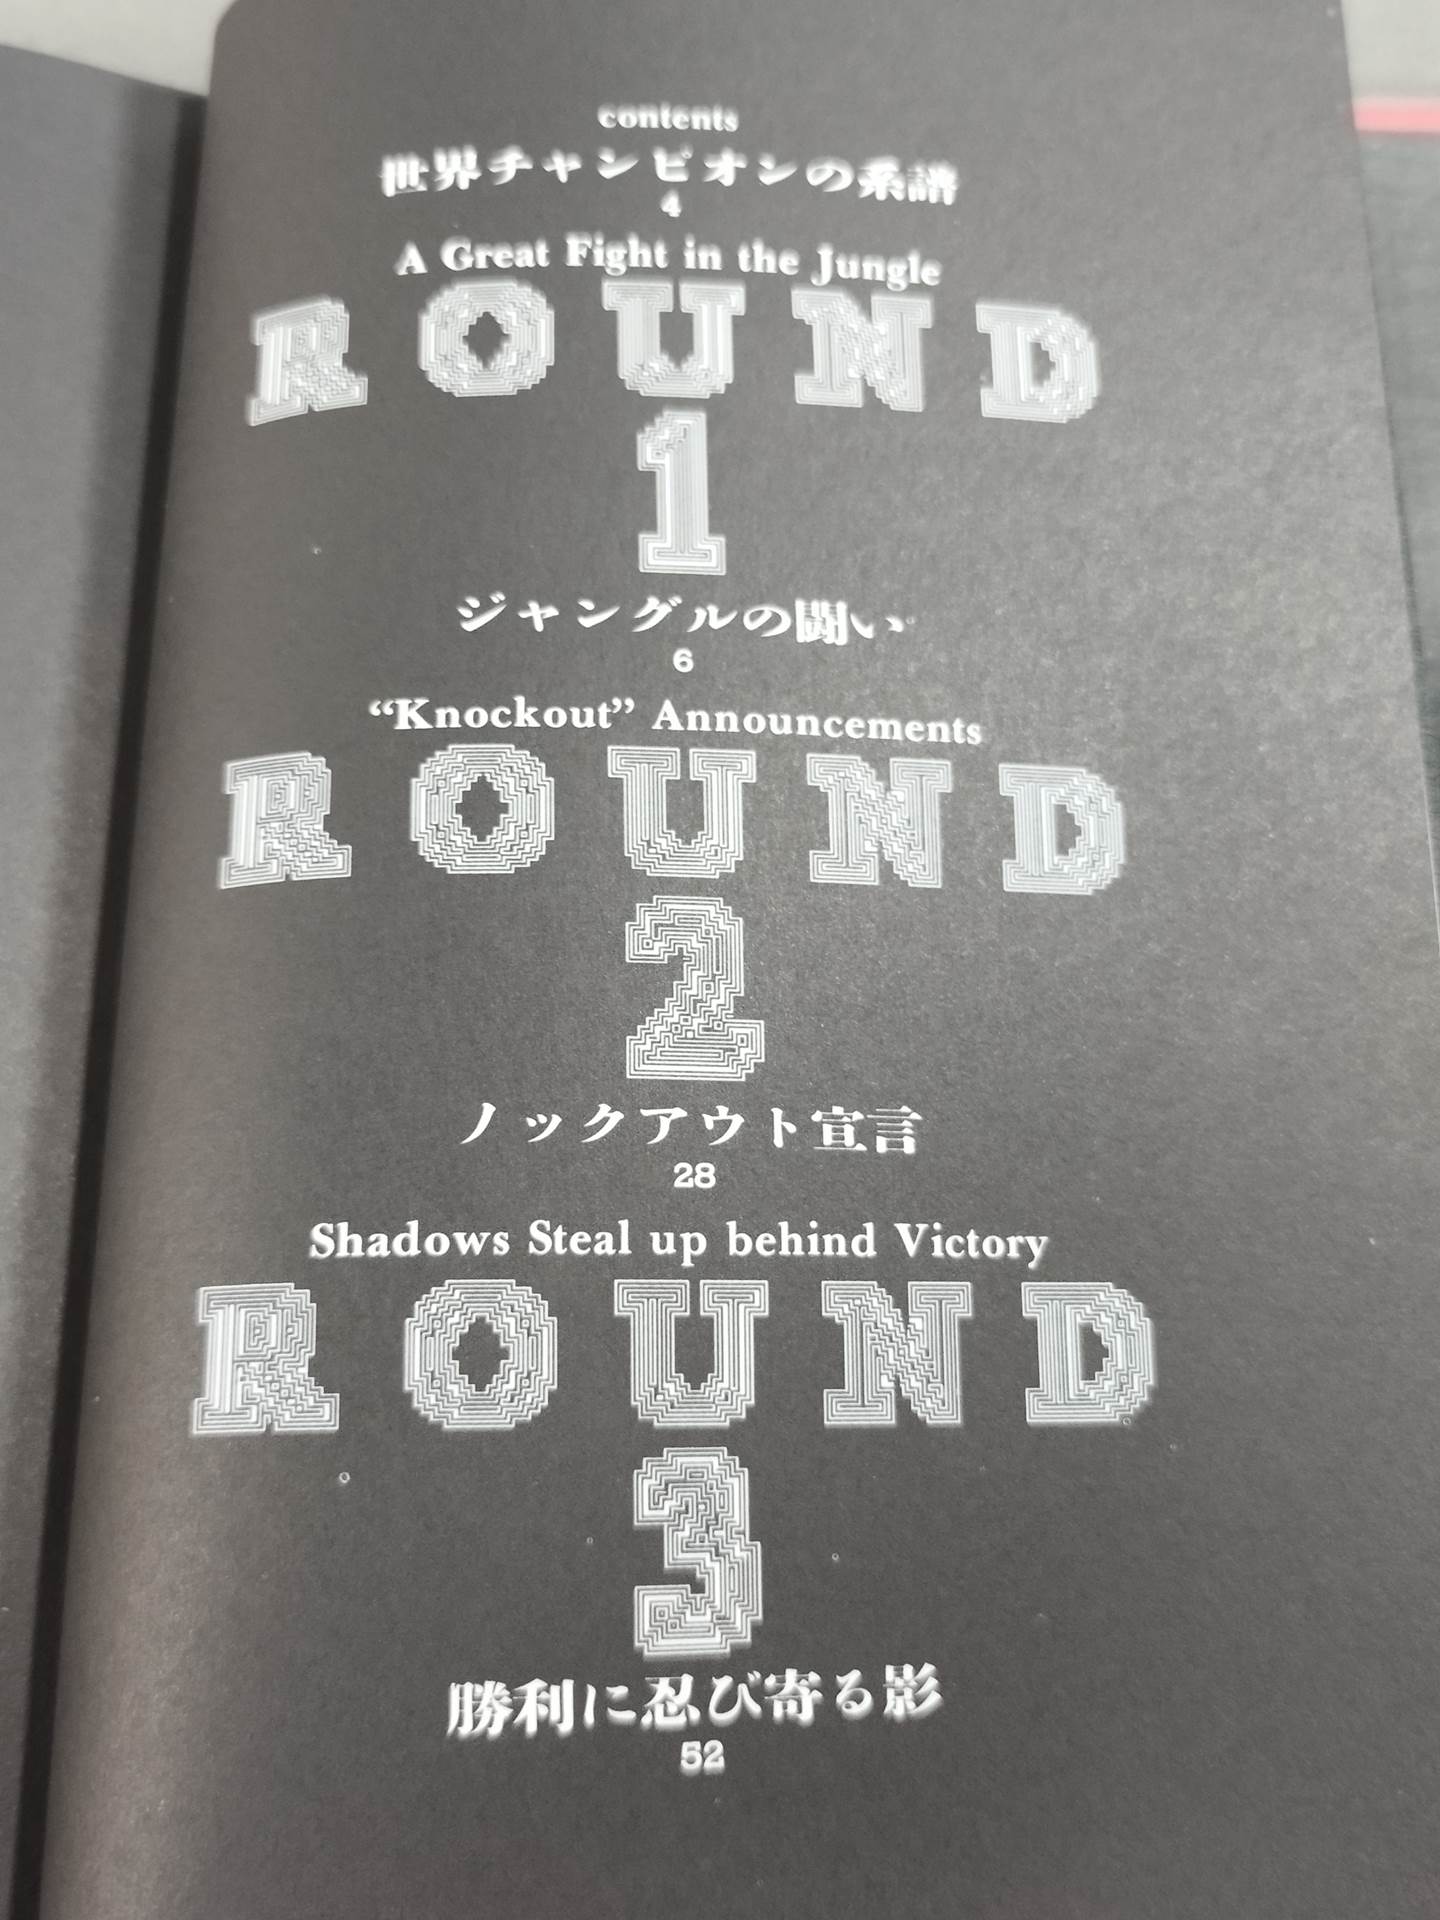 contents
世界チャンピオンの系譜
4
A Great Fight in the Jungle
ROUND
1
ジャングルの闘い
6
“Knockout” Announcements
ROUND
2
ノックアウト宣言
28
Shadows Steal up behind Victory
ROUND
3
勝利に忍び寄る影
52